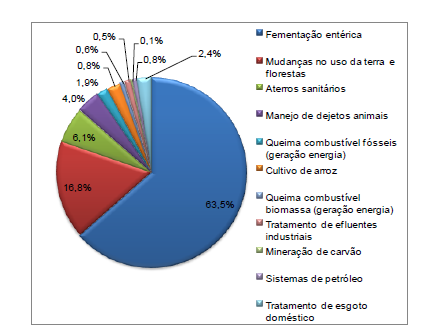 0,5%
0,1%
0,6%
0,8%
2,4%
0,8%
1,9%
4,0%
6,1%
16,8%
63,5%
Fementação entérica
Mudanças no uso da terra e
florestas
Aterros sanitários
Manejo de dejetos animais
Queima combustível fósseis
(geração energia)
Cultivo de arroz
Queima combustível
biomassa (geração energia)
Tratamento de efluentes
industriais
Mineração de carvão
Sistemas de petróleo
Tratamento de esgoto
doméstico